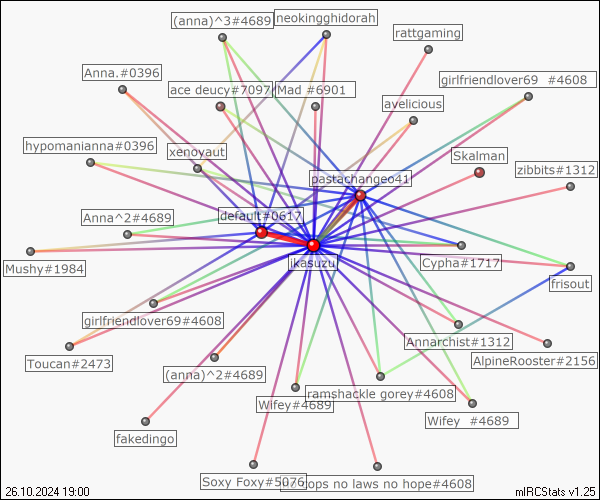 (anna)^3#4689
neokingghidorah
rattgaming
Anna.#0396
girlfriendlover69 #4608
ace deucy#7097
Mad #6901
avelicious
hypomanianna#0396
xenoyaut
Skalman
zibbits#1312
pastachangeo41
Anna^2#4689
default#0617
jkasuzu
Cypha#1717
Mushy#1984
frisout
girlfriendlover69#4608
Annarchist#1312
Toucan#2473
AlpineRooster#2156
(anna)^2#4689
ramshackle gorey#4608
Wifey#4689
Wifey #4689
fakedingo
Soxy Foxy#5076
no laws no hope#4608
26.10.2024 19:00
mIRCStats v1.25